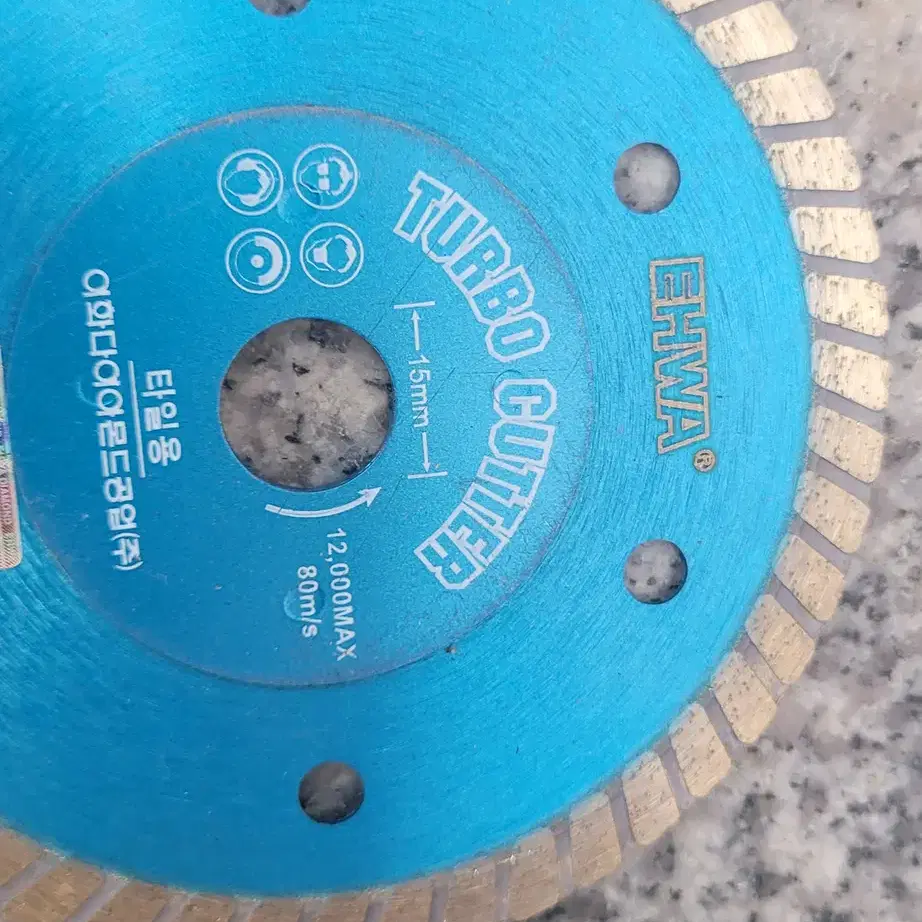 TURBO CUTTER
EHWA®
15mm
12,000MAX
80m/s
타일용
이화다이아몬드공업(주)
DIAMOND